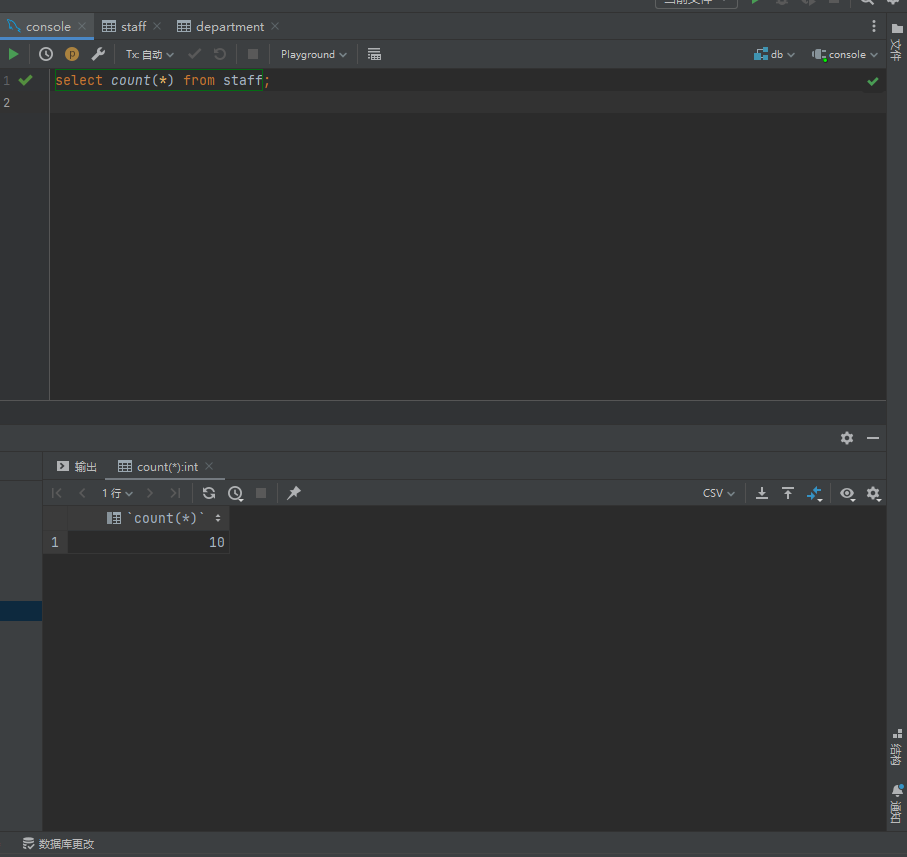 当前文件
console
staff
department
Tx: 自动
Playground
db
console
文件
1
select count(*) from staff;
2
输出
count(*):int
1 行
CSV
`count(*)`
1
10
结构
通知
数据库更改